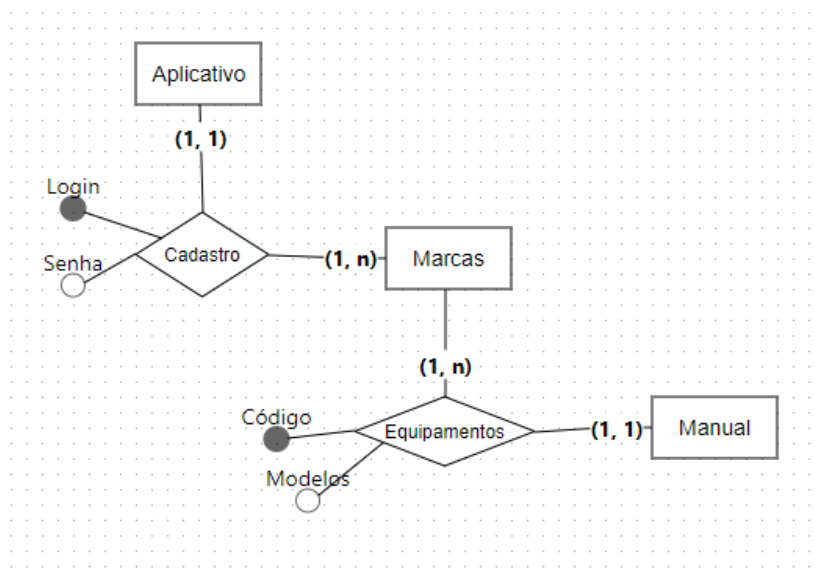 Aplicativo
(1, 1)
Login
Senha
Cadastro
(1, n)
Marcas
(1, n)
Código
Equipamentos
(1, 1)
Manual
Modelos